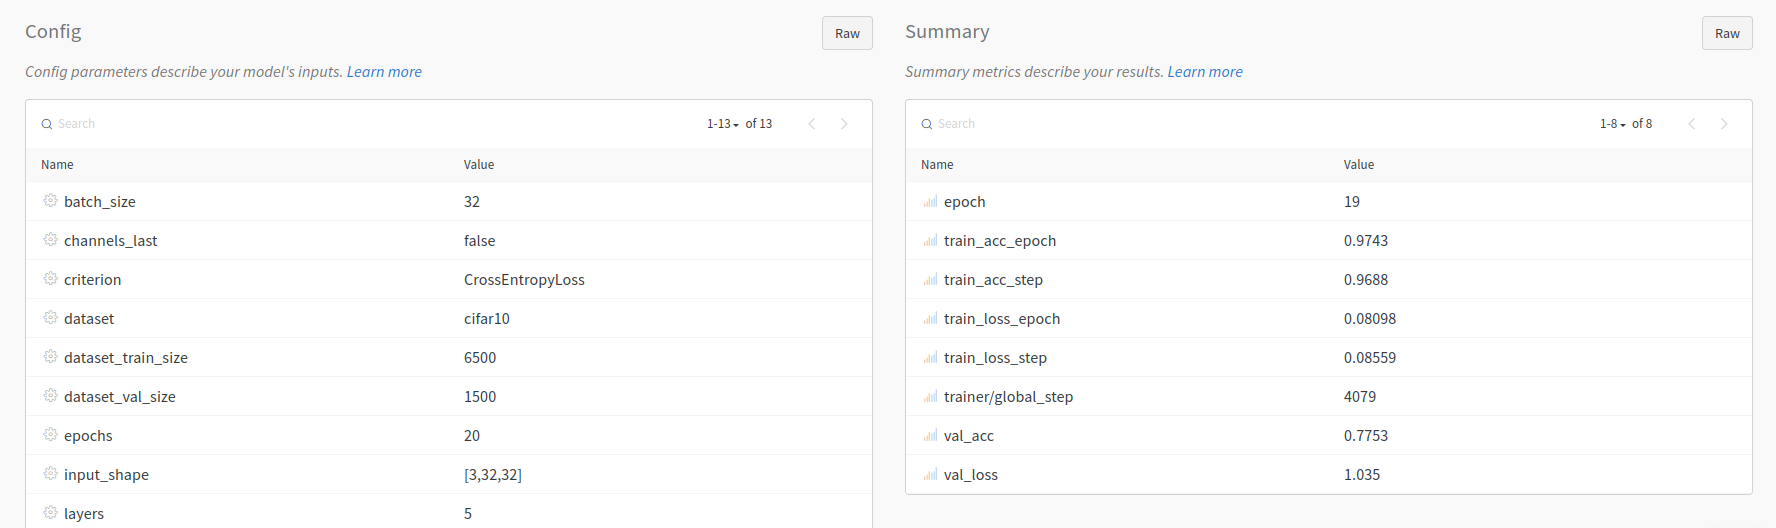 Config
Raw
Config parameters describe your model's inputs. Learn more
Search
1-13 of 13
Name Value
batch_size 32
channels_last false
criterion CrossEntropyLoss
dataset cifar10
dataset_train_size 6500
dataset_val_size 1500
epochs 20
input_shape [3,32,32]
layers 5
Summary
Raw
Summary metrics describe your results. Learn more
Search
1-8 of 8
Name Value
epoch 19
train_acc_epoch 0.9743
train_acc_step 0.9688
train_loss_epoch 0.08098
train_loss_step 0.08559
trainer/global_step 4079
val_acc 0.7753
val_loss 1.035